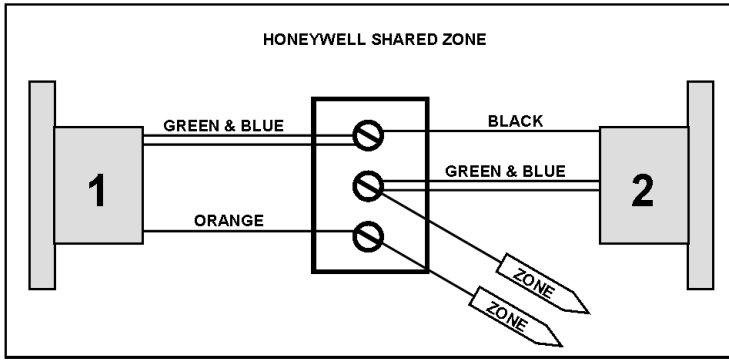 HONEYWELL SHARED ZONE
GREEN & BLUE
BLACK
GREEN & BLUE
1
2
ORANGE
ZONE
ZONE